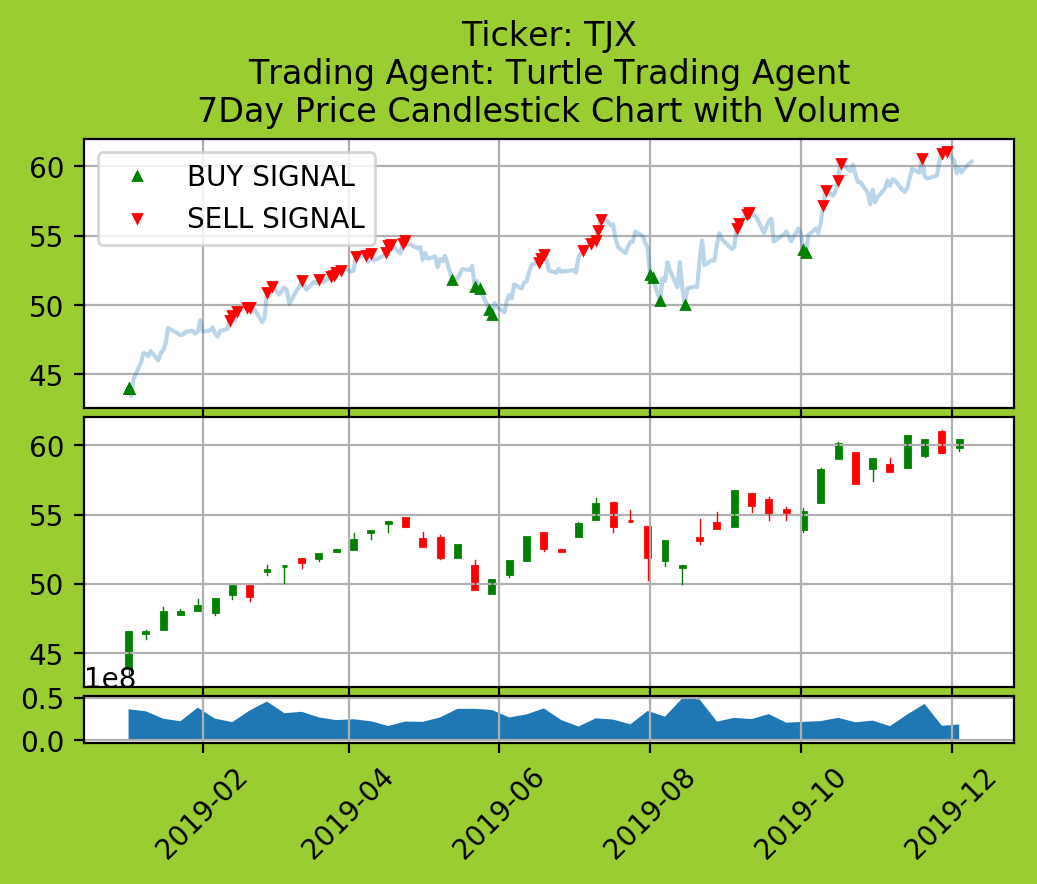 Ticker: TJX
Trading Agent: Turtle Trading Agent
7Day Price Candlestick Chart with Volume
BUY SIGNAL
SELL SIGNAL
60
55
50
45
60
55
50
45
1e8
0.5
0.0
2019-02
2019-04
2019-06
2019-08
2019-10
2019-12